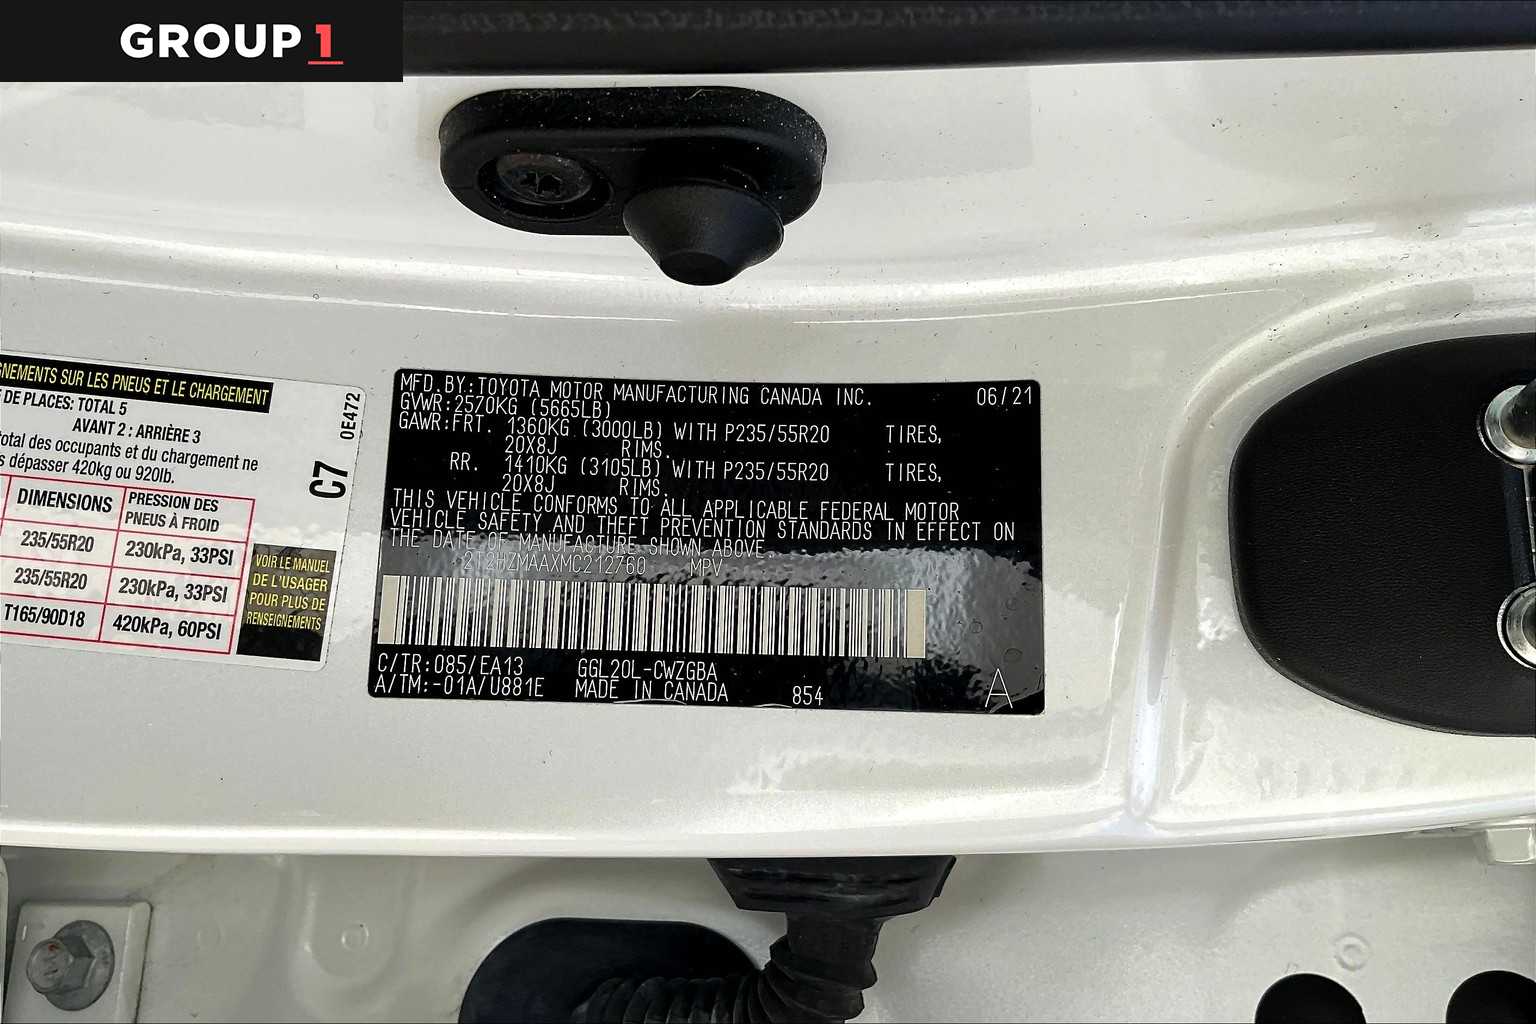 GROUP 1
GNEMENTS SUR LES PNEUS ET LE CHARGEMENT
DE PLACES: TOTAL 5
AVANT 2 : ARRIÈRE 3
total des occupants et du chargement ne
s dépasser 420kg ou 920lb.
DIMENSIONS PRESSION DES PNEUS À FROID
235/55R20 230kPa, 33PSI
235/55R20 230kPa, 33PSI
T165/90D18 420kPa, 60PSI
VOIR LE MANUEL
DE L'USAGER
POUR PLUS DE
RENSEIGNEMENTS
C7 0E472
MFD.BY:TOYOTA MOTOR MANUFACTURING CANADA INC. 06/21
GVWR:2570KG (5665LB)
GAWR:FRT. 1360KG (3000LB) WITH P235/55R20 TIRES,
20X8J RIMS.
RR. 1410KG (3105LB) WITH P235/55R20 TIRES,
20X8J RIMS.
THIS VEHICLE CONFORMS TO ALL APPLICABLE FEDERAL MOTOR
VEHICLE SAFETY AND THEFT PREVENTION STANDARDS IN EFFECT ON
THE DATE OF MANUFACTURE SHOWN ABOVE.
2T2HZMAAXMC212760 MPV
C/TR:085/EA13 GGL20L-CWZGBA
A/TM:-01A/U881E MADE IN CANADA 854 A